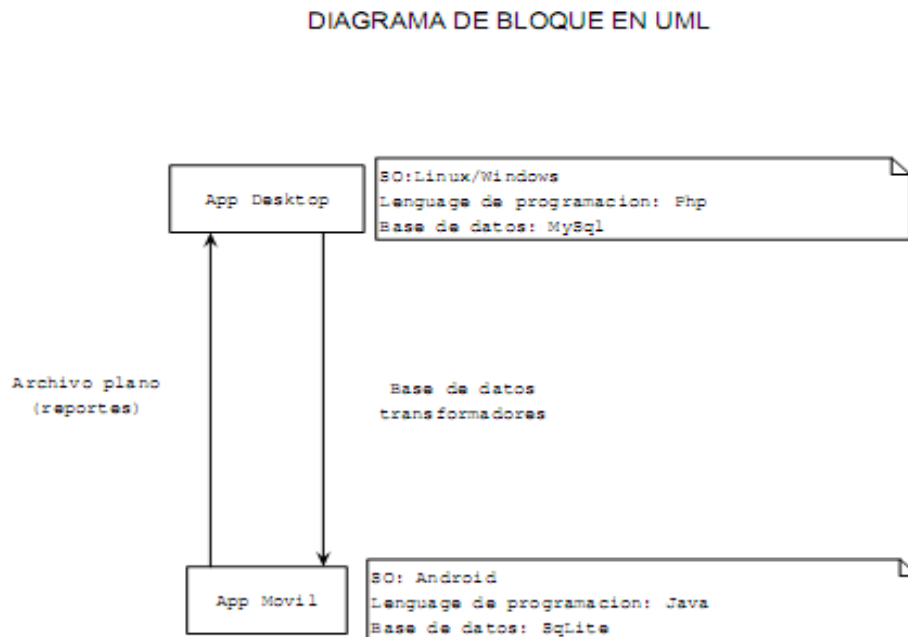 DIAGRAMA DE BLOQUE EN UML
App Desktop
SO:Linux/Windows
Lenguage de programacion: Php
Base de datos: MySql
Archivo plano
(reportes)
Base de datos
transformadores
App Movil
SO: Android
Lenguage de programacion: Java
Base de datos: SqLite